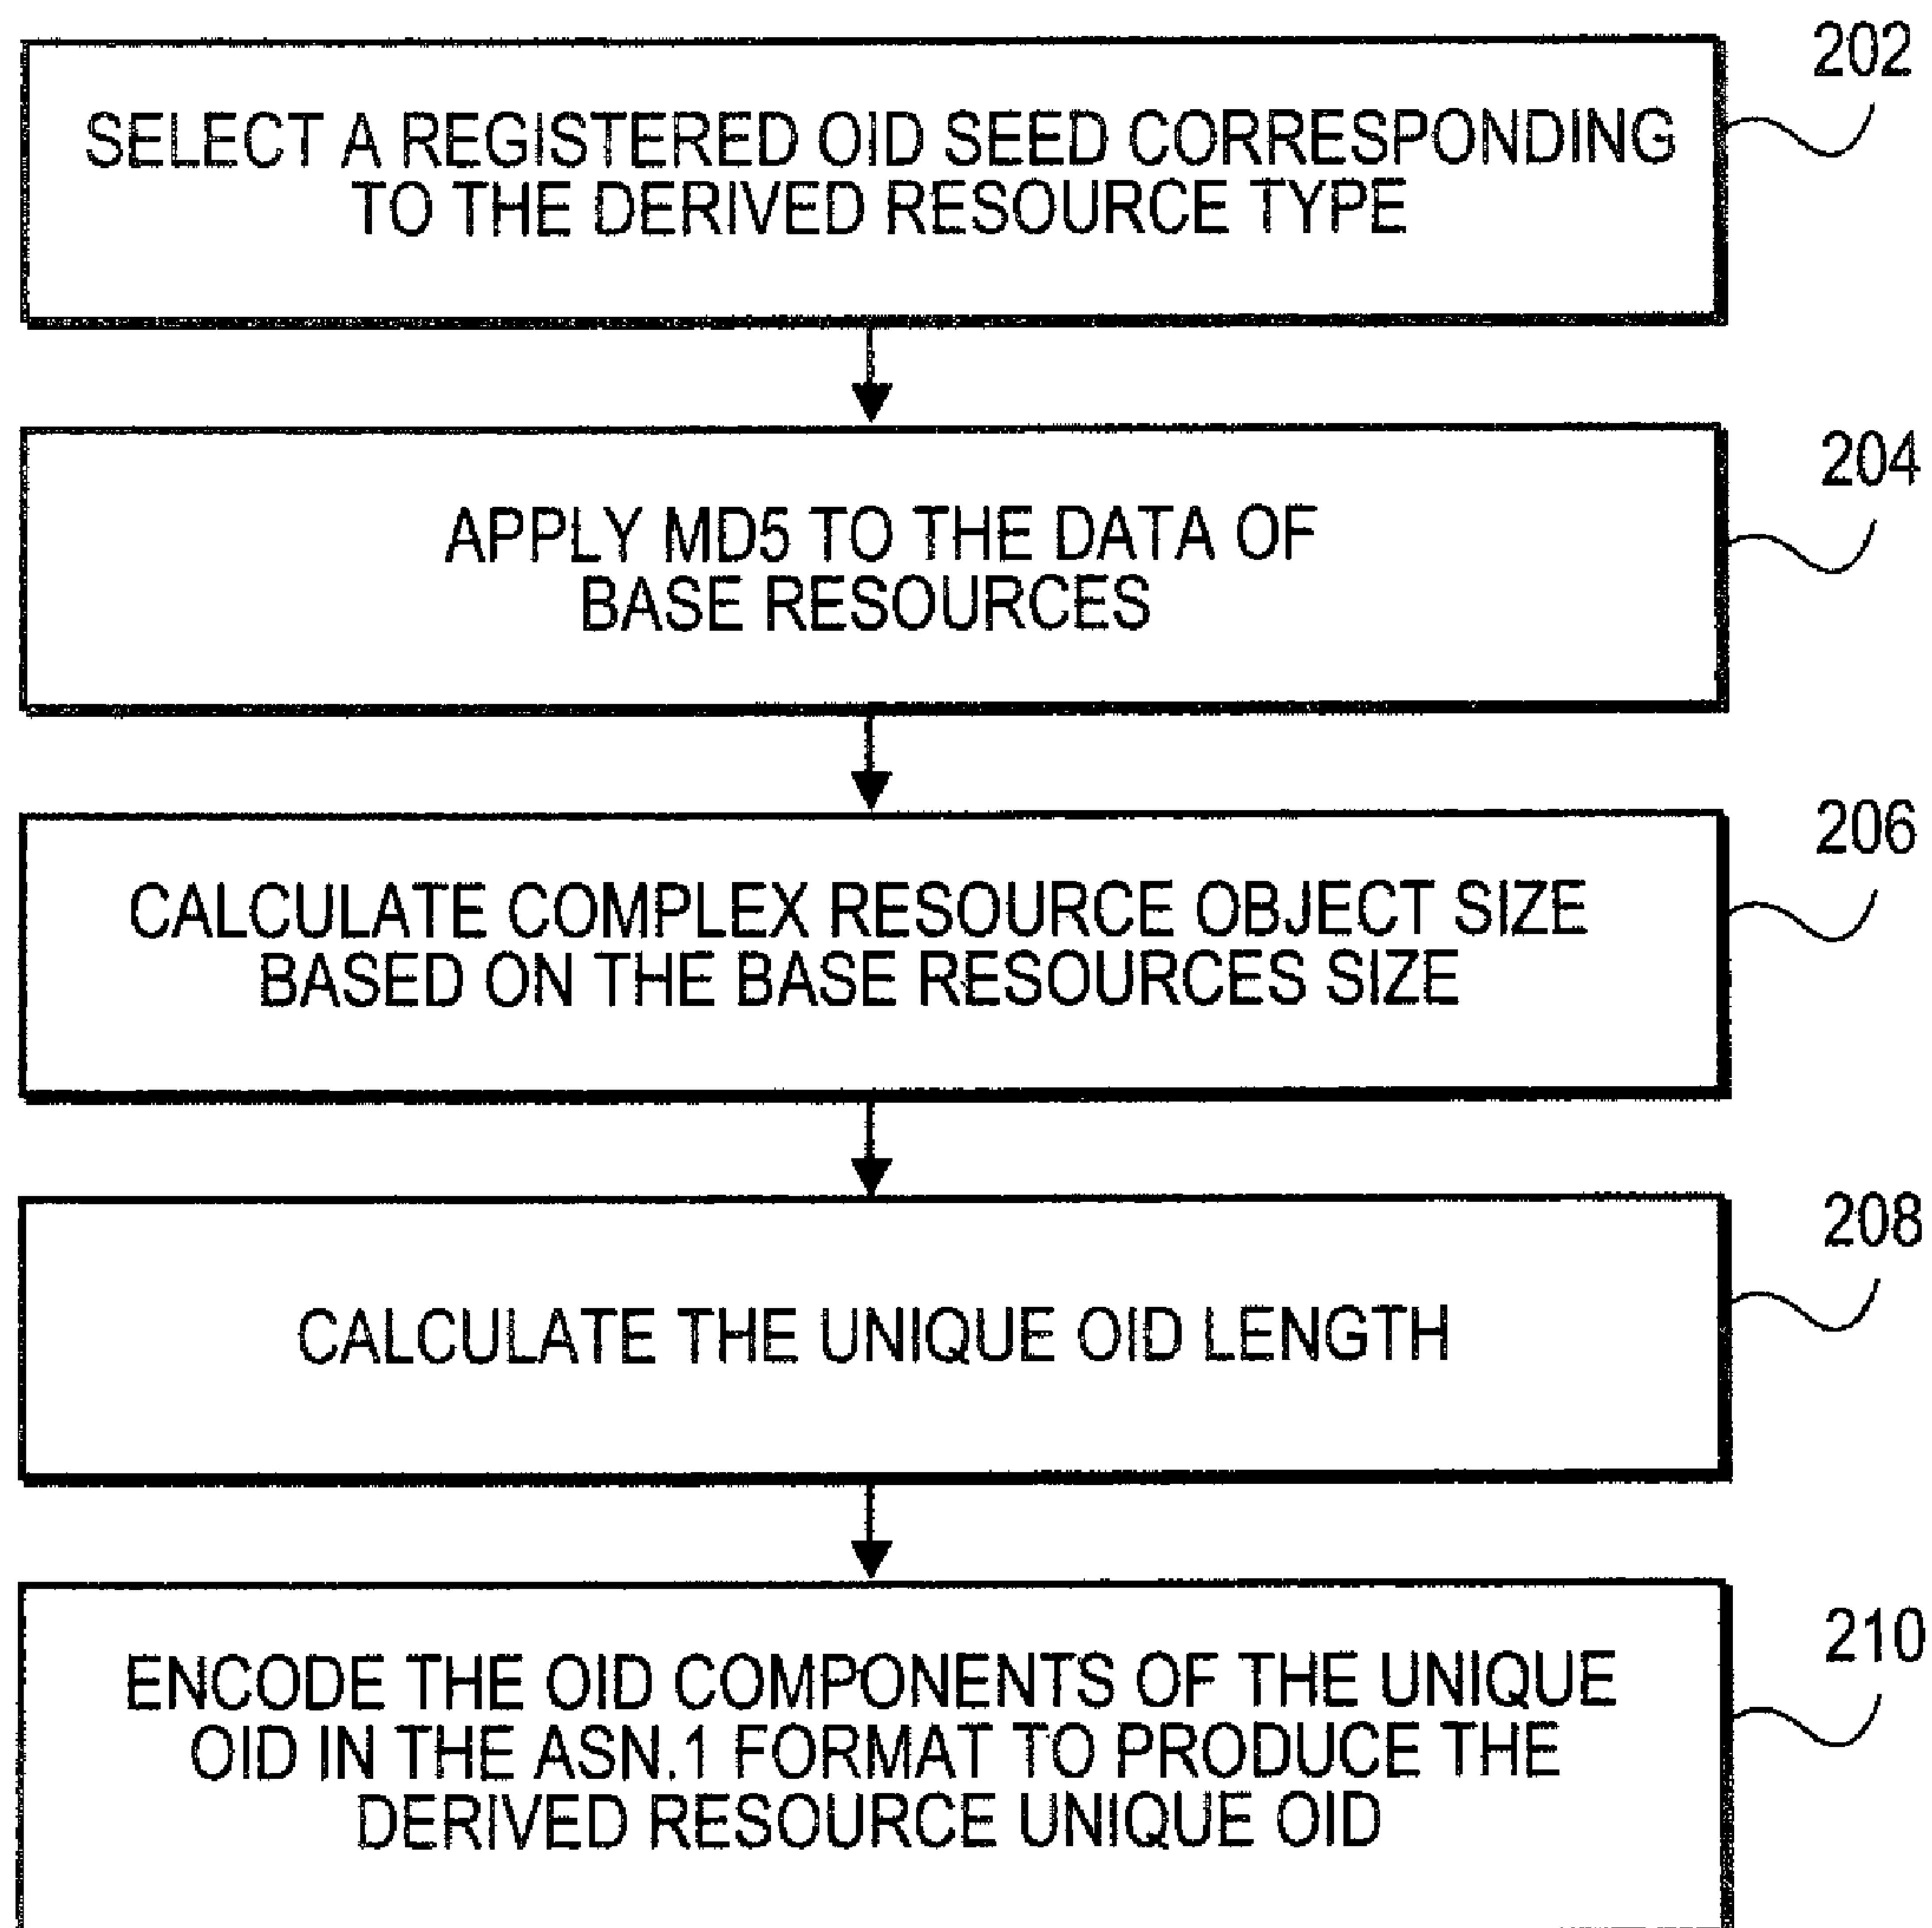 202
SELECT A REGISTERED OID SEED CORRESPONDING
TO THE DERIVED RESOURCE TYPE
204
APPLY MD5 TO THE DATA OF
BASE RESOURCES
206
CALCULATE COMPLEX RESOURCE OBJECT SIZE
BASED ON THE BASE RESOURCES SIZE
208
CALCULATE THE UNIQUE OID LENGTH
210
ENCODE THE OID COMPONENTS OF THE UNIQUE
OID IN THE ASN.1 FORMAT TO PRODUCE THE
DERIVED RESOURCE UNIQUE OID